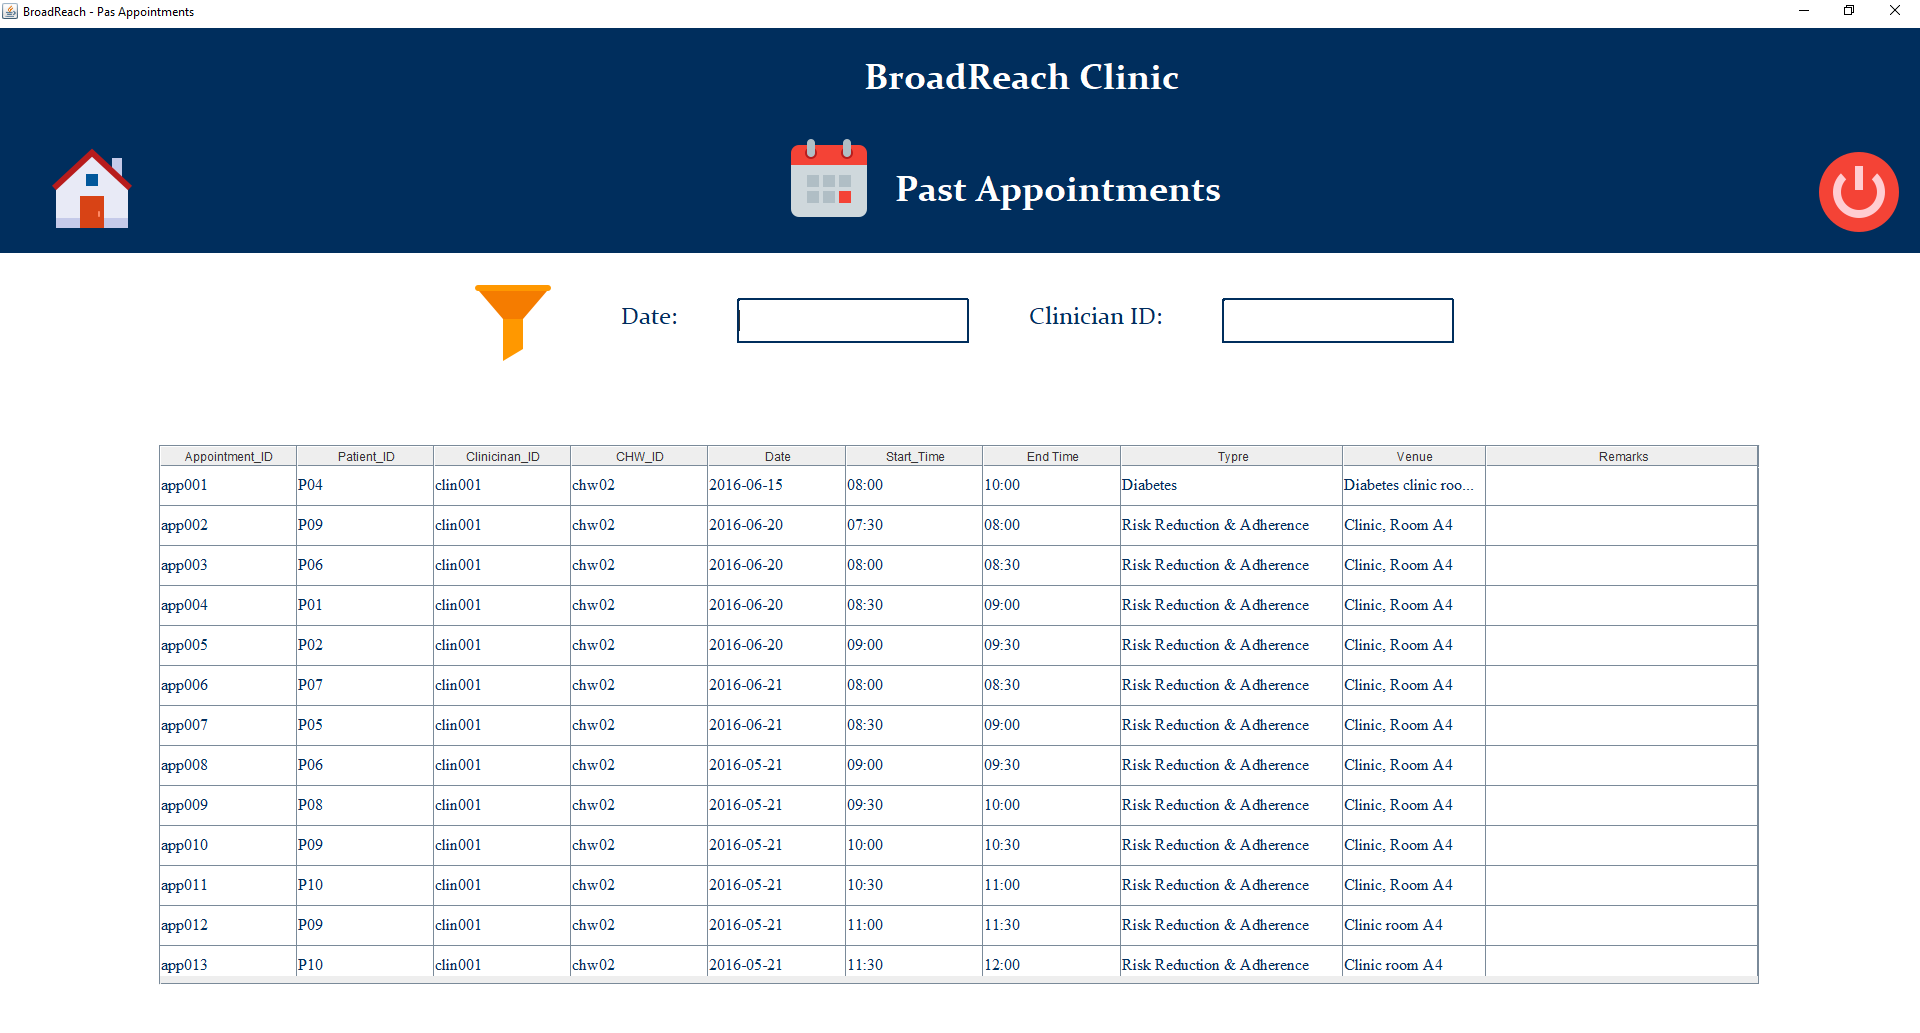 BroadReach - Pas Appointments
BroadReach Clinic
Past Appointments
Date: Clinician ID:
Appointment_ID Patient_ID Clinicinan_ID CHW_ID Date Start_Time End Time Typre Venue Remarks
app001 P04 clin001 chw02 2016-06-15 08:00 10:00 Diabetes Diabetes clinic roo...
app002 P09 clin001 chw02 2016-06-20 07:30 08:00 Risk Reduction & Adherence Clinic, Room A4
app003 P06 clin001 chw02 2016-06-20 08:00 08:30 Risk Reduction & Adherence Clinic, Room A4
app004 P01 clin001 chw02 2016-06-20 08:30 09:00 Risk Reduction & Adherence Clinic, Room A4
app005 P02 clin001 chw02 2016-06-20 09:00 09:30 Risk Reduction & Adherence Clinic, Room A4
app006 P07 clin001 chw02 2016-06-21 08:00 08:30 Risk Reduction & Adherence Clinic, Room A4
app007 P05 clin001 chw02 2016-06-21 08:30 09:00 Risk Reduction & Adherence Clinic, Room A4
app008 P06 clin001 chw02 2016-05-21 09:00 09:30 Risk Reduction & Adherence Clinic, Room A4
app009 P08 clin001 chw02 2016-05-21 09:30 10:00 Risk Reduction & Adherence Clinic, Room A4
app010 P09 clin001 chw02 2016-05-21 10:00 10:30 Risk Reduction & Adherence Clinic, Room A4
app011 P10 clin001 chw02 2016-05-21 10:30 11:00 Risk Reduction & Adherence Clinic, Room A4
app012 P09 clin001 chw02 2016-05-21 11:00 11:30 Risk Reduction & Adherence Clinic room A4
app013 P10 clin001 chw02 2016-05-21 11:30 12:00 Risk Reduction & Adherence Clinic room A4